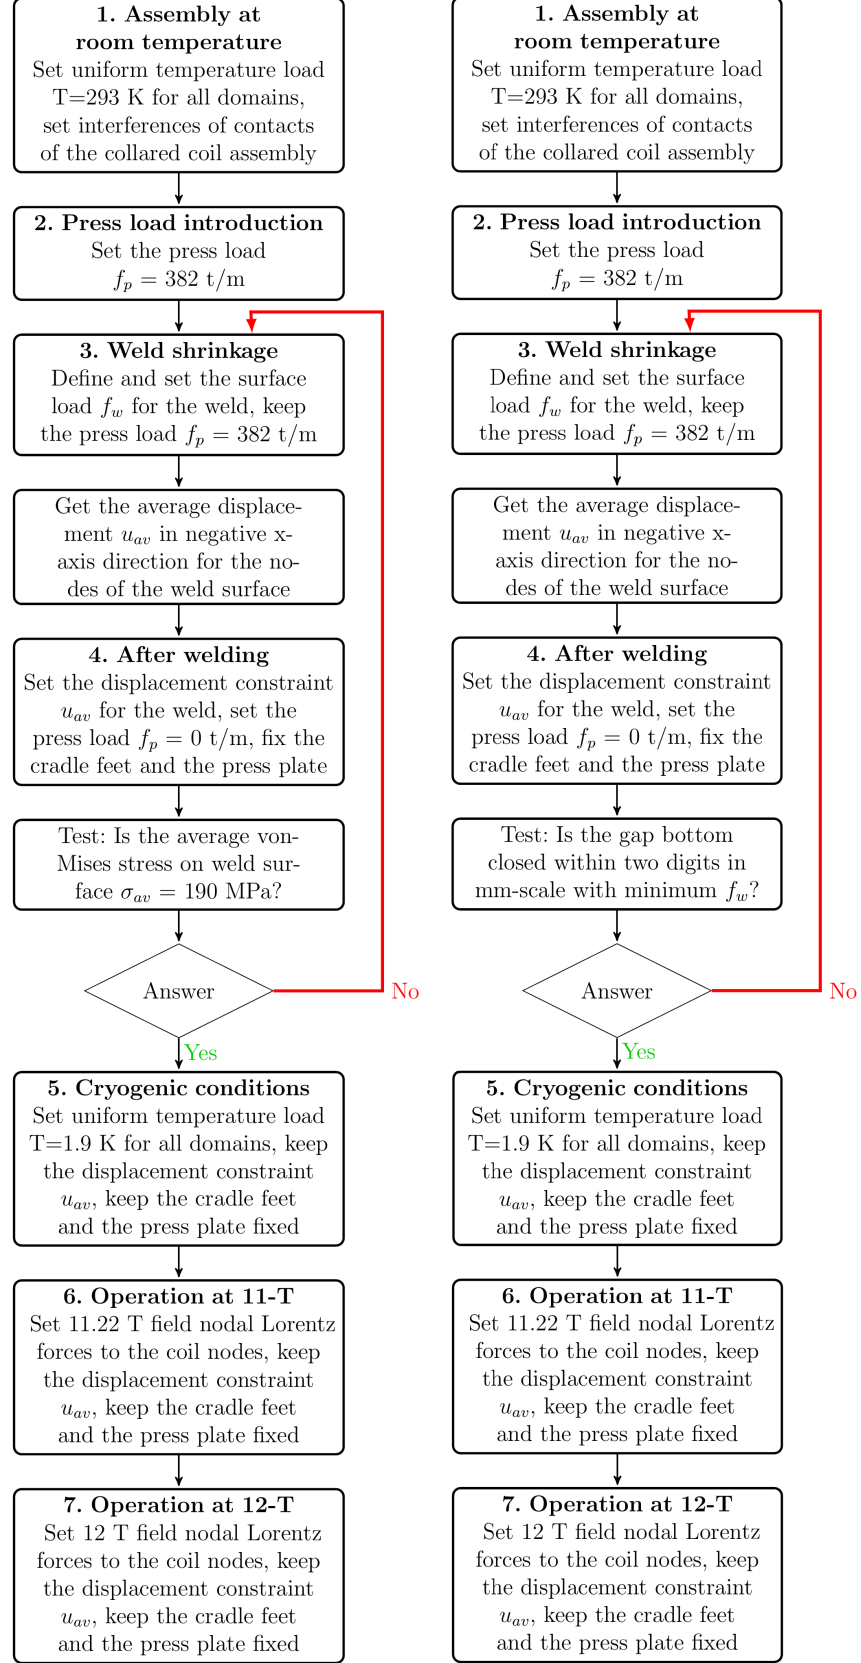 1. Assembly at
room temperature
Set uniform temperature load
T=293 K for all domains,
set interferences of contacts
of the collared coil assembly
2. Press load introduction
Set the press load
f_p = 382 t/m
3. Weld shrinkage
Define and set the surface
load f_w for the weld, keep
the press load f_p = 382 t/m
Get the average displace-
ment u_av in negative x-
axis direction for the no-
des of the weld surface
4. After welding
Set the displacement constraint
u_av for the weld, set the
press load f_p = 0 t/m, fix the
cradle feet and the press plate
Test: Is the average von-
Mises stress on weld sur-
face σ_av = 190 MPa?
Answer
No
Yes
5. Cryogenic conditions
Set uniform temperature load
T=1.9 K for all domains, keep
the displacement constraint
u_av, keep the cradle feet
and the press plate fixed
6. Operation at 11-T
Set 11.22 T field nodal Lorentz
forces to the coil nodes, keep
the displacement constraint
u_av, keep the cradle feet
and the press plate fixed
7. Operation at 12-T
Set 12 T field nodal Lorentz
forces to the coil nodes, keep
the displacement constraint
u_av, keep the cradle feet
and the press plate fixed
1. Assembly at
room temperature
Set uniform temperature load
T=293 K for all domains,
set interferences of contacts
of the collared coil assembly
2. Press load introduction
Set the press load
f_p = 382 t/m
3. Weld shrinkage
Define and set the surface
load f_w for the weld, keep
the press load f_p = 382 t/m
Get the average displace-
ment u_av in negative x-
axis direction for the no-
des of the weld surface
4. After welding
Set the displacement constraint
u_av for the weld, set the
press load f_p = 0 t/m, fix the
cradle feet and the press plate
Test: Is the gap bottom
closed within two digits in
mm-scale with minimum f_w?
Answer
No
Yes
5. Cryogenic conditions
Set uniform temperature load
T=1.9 K for all domains, keep
the displacement constraint
u_av, keep the cradle feet
and the press plate fixed
6. Operation at 11-T
Set 11.22 T field nodal Lorentz
forces to the coil nodes, keep
the displacement constraint
u_av, keep the cradle feet
and the press plate fixed
7. Operation at 12-T
Set 12 T field nodal Lorentz
forces to the coil nodes, keep
the displacement constraint
u_av, keep the cradle feet
and the press plate fixed